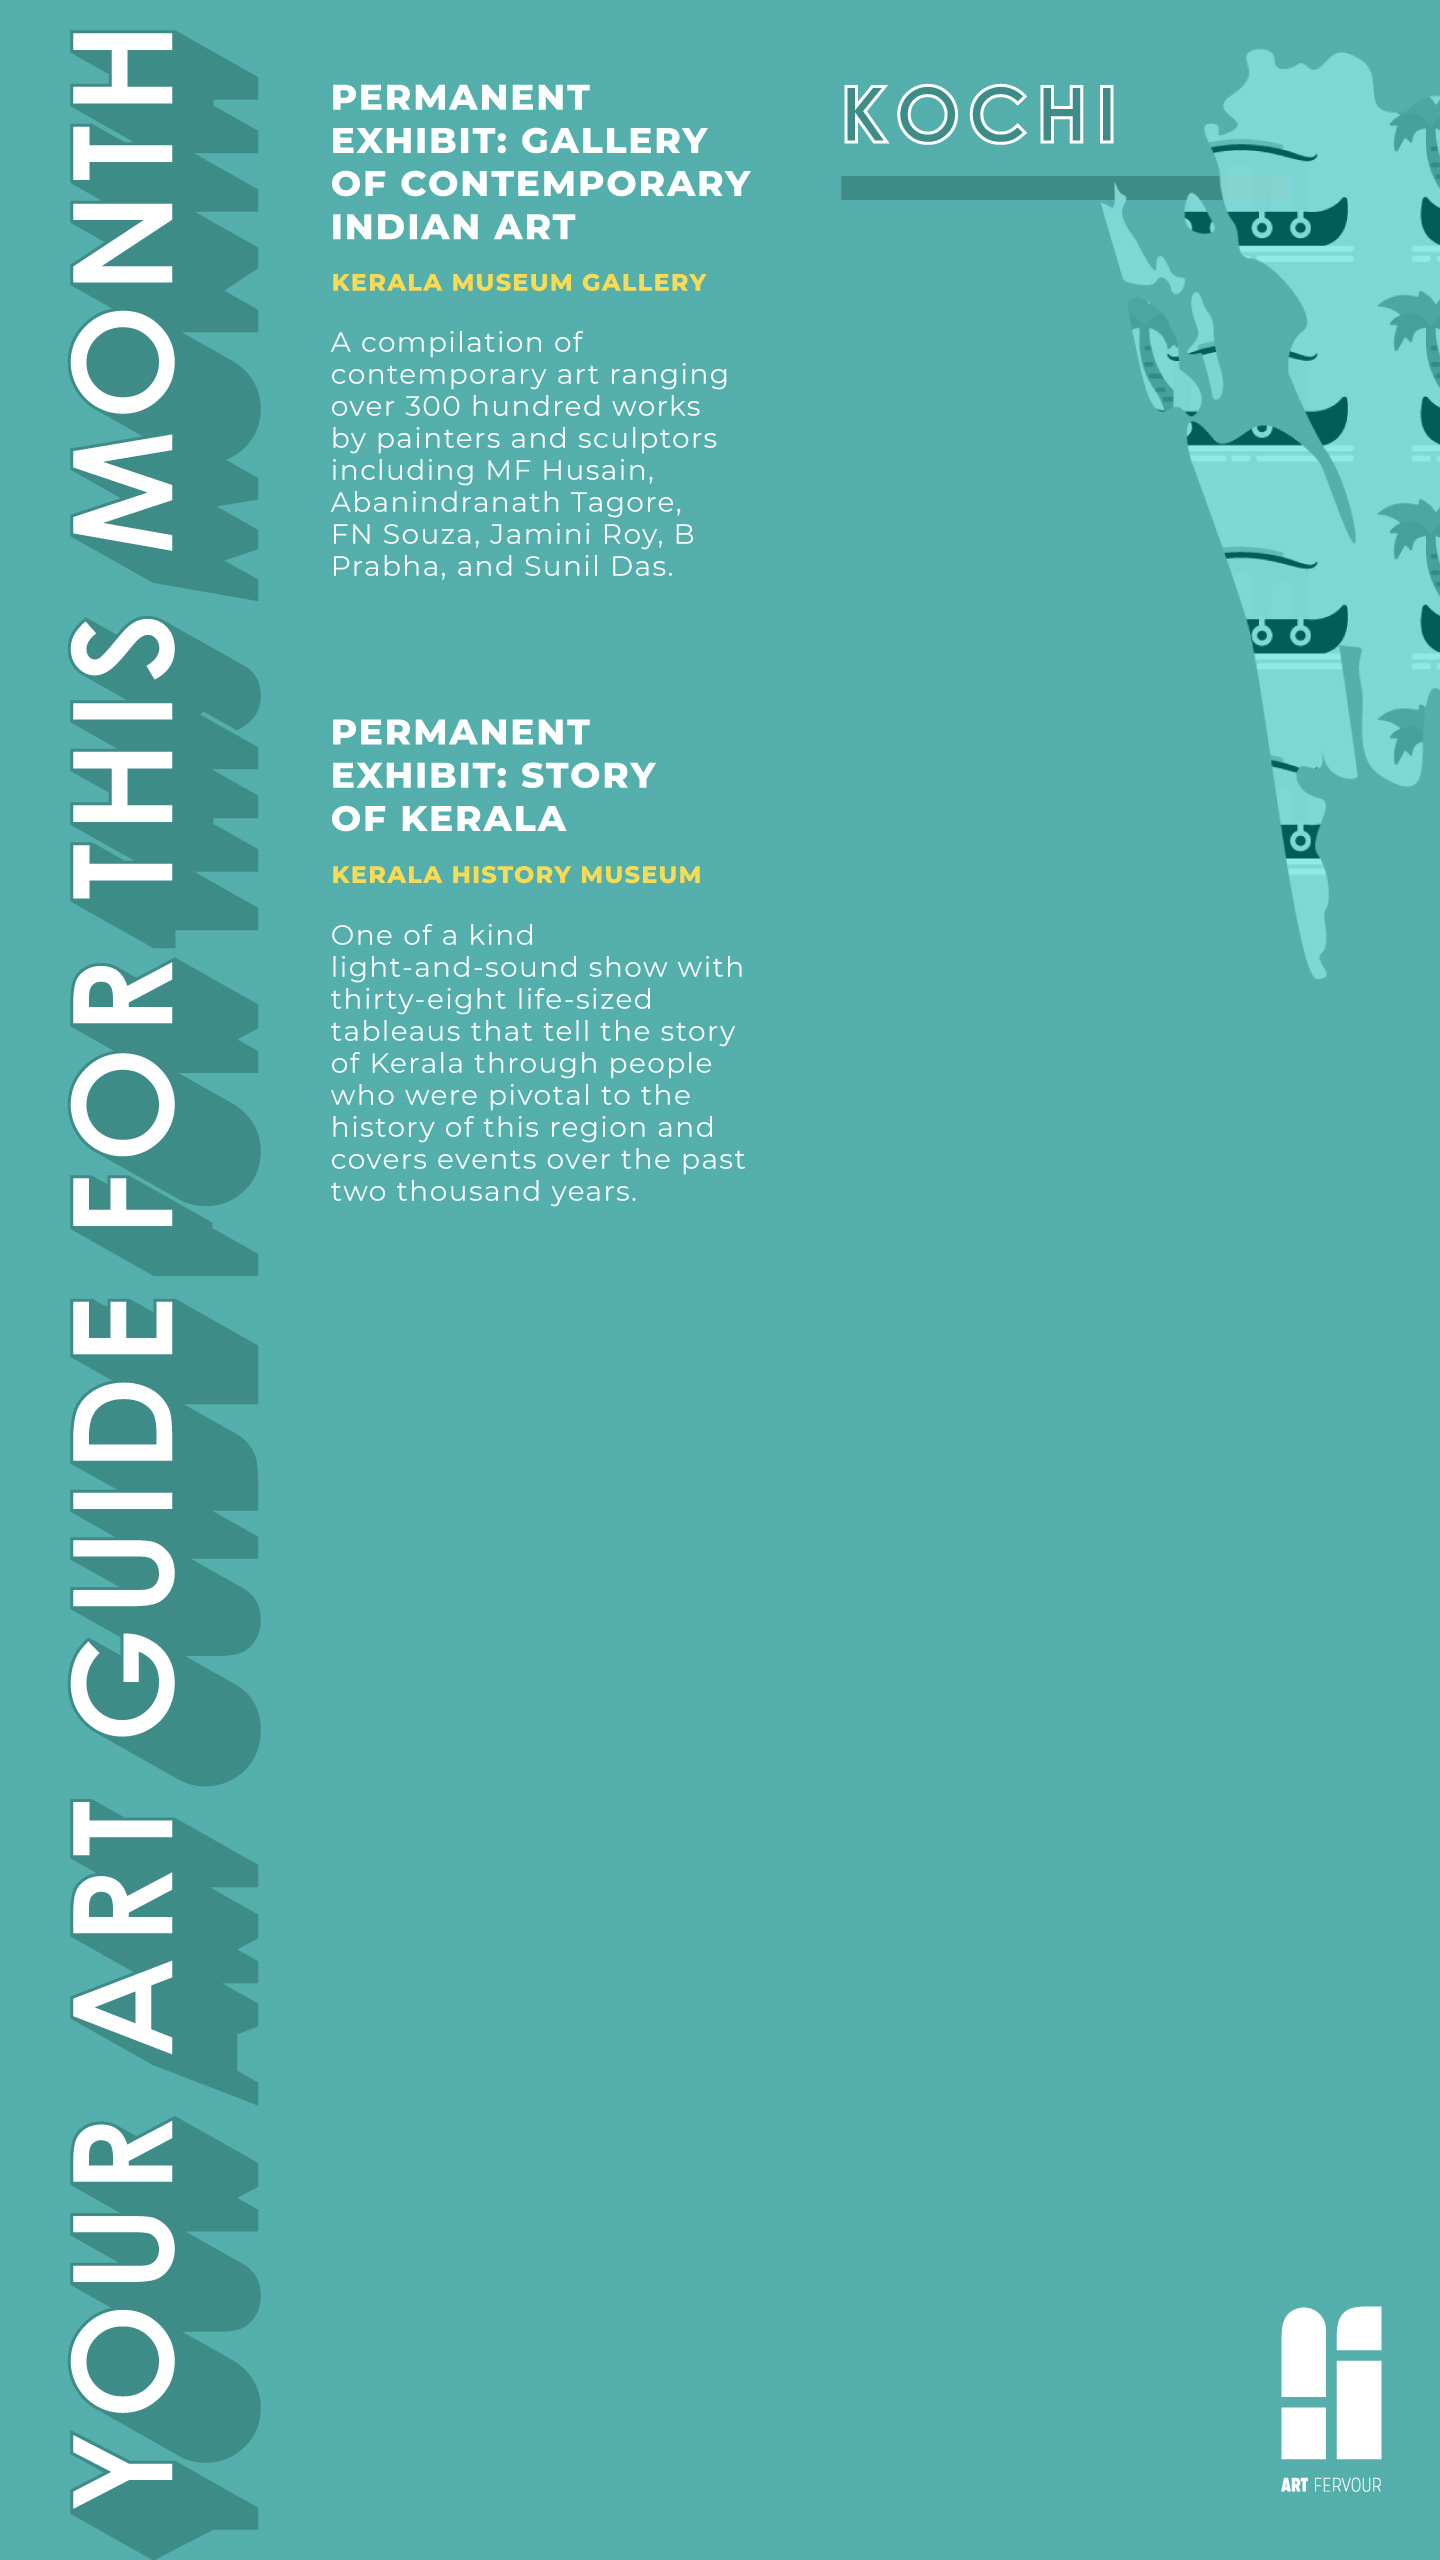 YOUR ART GUIDE FOR THIS MONTH
KOCHI
PERMANENT
EXHIBIT: GALLERY
OF CONTEMPORARY
INDIAN ART
KERALA MUSEUM GALLERY
A compilation of
contemporary art ranging
over 300 hundred works
by painters and sculptors
including MF Husain,
Abanindranath Tagore,
FN Souza, Jamini Roy, B
Prabha, and Sunil Das.
PERMANENT
EXHIBIT: STORY
OF KERALA
KERALA HISTORY MUSEUM
One of a kind
light-and-sound show with
thirty-eight life-sized
tableaus that tell the story
of Kerala through people
who were pivotal to the
history of this region and
covers events over the past
two thousand years.
ART FERVOUR